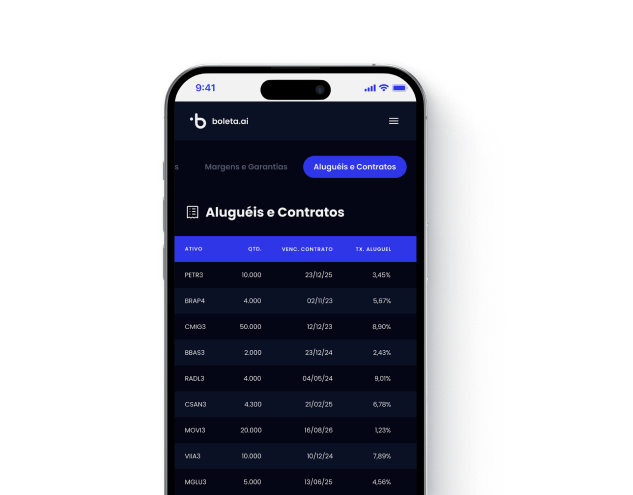 9:41
boleta.ai
s Margens e Garantias Aluguéis e Contratos
Aluguéis e Contratos
ATIVO QTD. VENC. CONTRATO TX. ALUGUEL
PETR3 10.000 23/12/25 3,45%
BRAP4 4.000 02/11/23 5,67%
CMIG3 50.000 12/12/23 8,90%
BBAS3 2.000 23/12/24 2,43%
RADL3 4.000 04/05/24 9,01%
CSAN3 4.300 21/02/25 6,78%
MOVI3 20.000 16/08/26 1,23%
VIIA3 10.000 10/12/24 7,89%
MGLU3 5.000 13/06/25 4,56%